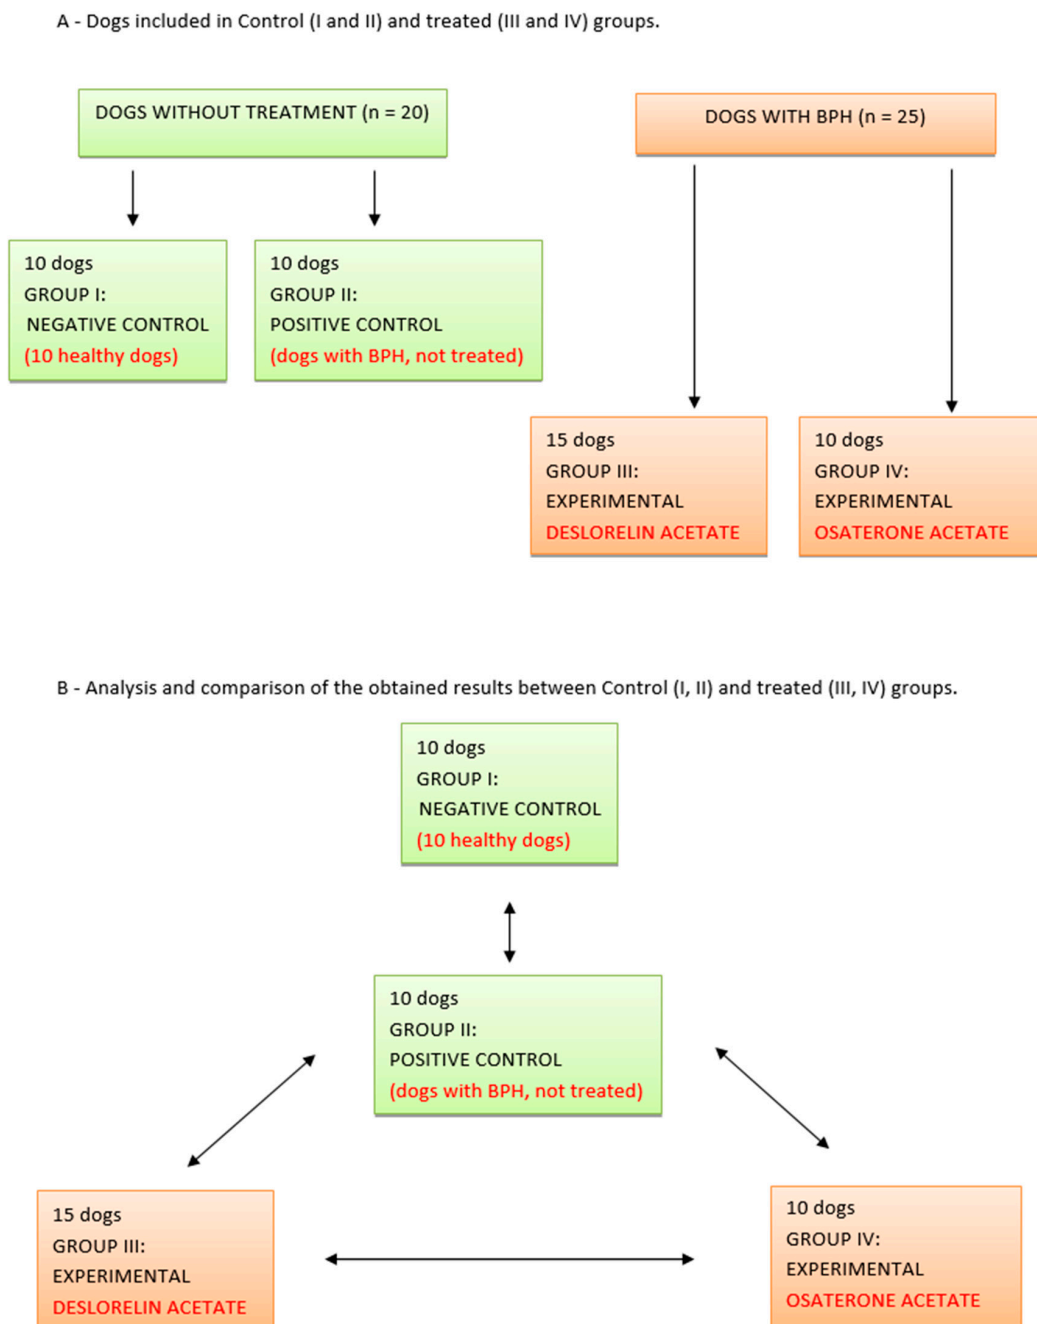 A - Dogs included in Control (I and II) and treated (III and IV) groups.
DOGS WITHOUT TREATMENT (n = 20)
DOGS WITH BPH (n = 25)
10 dogs
GROUP I:
NEGATIVE CONTROL
(10 healthy dogs)
10 dogs
GROUP II:
POSITIVE CONTROL
(dogs with BPH, not treated)
15 dogs
GROUP III:
EXPERIMENTAL
DESLORELIN ACETATE
10 dogs
GROUP IV:
EXPERIMENTAL
OSATERONE ACETATE
B - Analysis and comparison of the obtained results between Control (I, II) and treated (III, IV) groups.
10 dogs
GROUP I:
NEGATIVE CONTROL
(10 healthy dogs)
10 dogs
GROUP II:
POSITIVE CONTROL
(dogs with BPH, not treated)
15 dogs
GROUP III:
EXPERIMENTAL
DESLORELIN ACETATE
10 dogs
GROUP IV:
EXPERIMENTAL
OSATERONE ACETATE